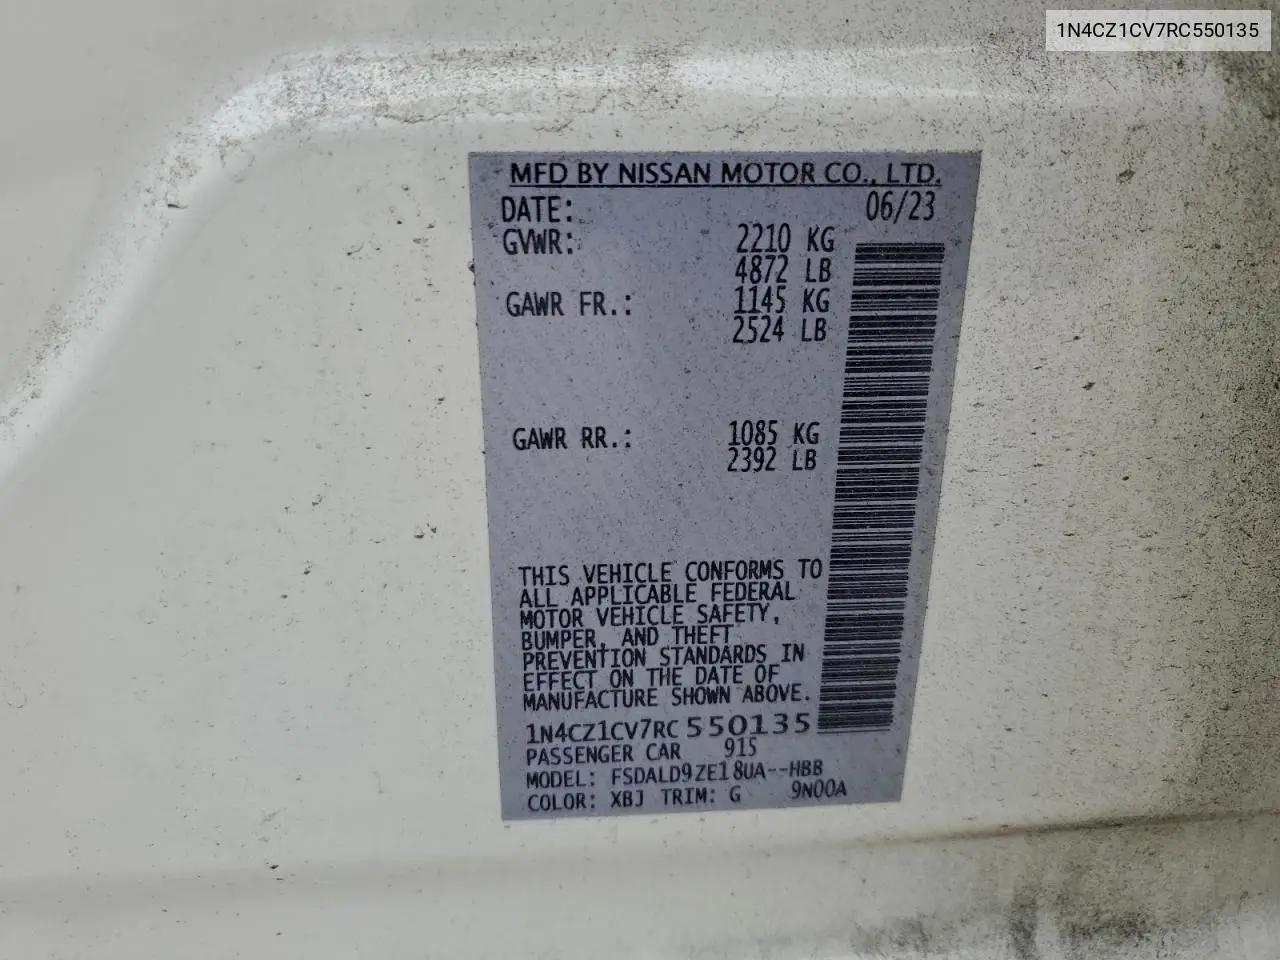 1N4CZ1CV7RC550135
MFD BY NISSAN MOTOR CO., LTD.
DATE: 06/23
GVWR: 2210 KG
4872 LB
GAWR FR.: 1145 KG
2524 LB
GAWR RR.: 1085 KG
2392 LB
THIS VEHICLE CONFORMS TO
ALL APPLICABLE FEDERAL
MOTOR VEHICLE SAFETY,
BUMPER, AND THEFT
PREVENTION STANDARDS IN
EFFECT ON THE DATE OF
MANUFACTURE SHOWN ABOVE.
1N4CZ1CV7RC550135
PASSENGER CAR 915
MODEL: FSDALD9ZE18UA--HBB
COLOR: XBJ TRIM: G 9N00A